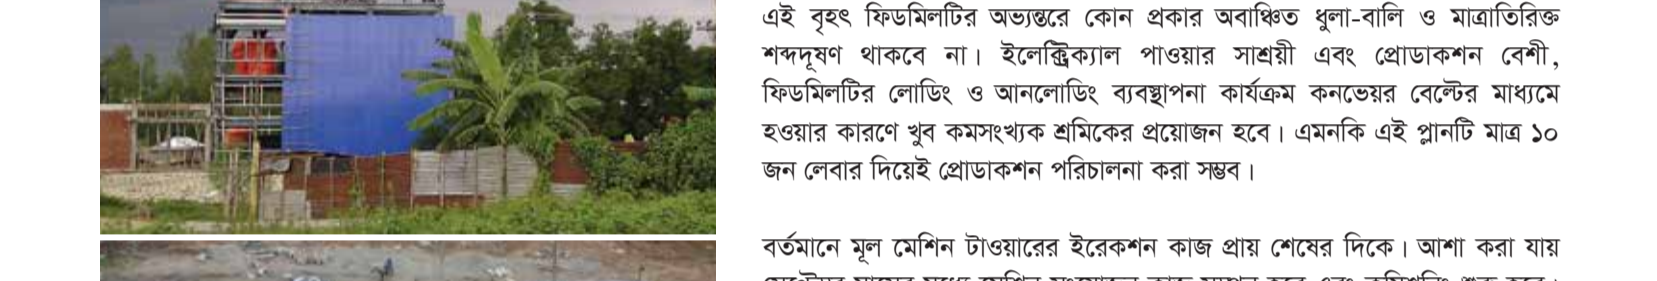 এই বৃহৎ ফিডমিলটির অভ্যন্তরে কোন প্রকার অবাঞ্চিত ধুলা-বালি ও মাত্রাতিরিক্ত
শব্দদূষণ থাকবে না। ইলেক্ট্রিক্যাল পাওয়ার সাশ্রয়ী এবং প্রোডাকশন বেশী,
ফিডমিলটির লোডিং ও আনলোডিং ব্যবস্থাপনা কার্যক্রম কনভেয়র বেল্টের মাধ্যমে
হওয়ার কারণে খুব কমসংখ্যক শ্রমিকের প্রয়োজন হবে। এমনকি এই প্লানটি মাত্র ১০
জন লেবার দিয়েই প্রোডাকশন পরিচালনা করা সম্ভব।
বর্তমানে মূল মেশিন টাওয়ারের ইরেকশন কাজ প্রায় শেষের দিকে। আশা করা যায়